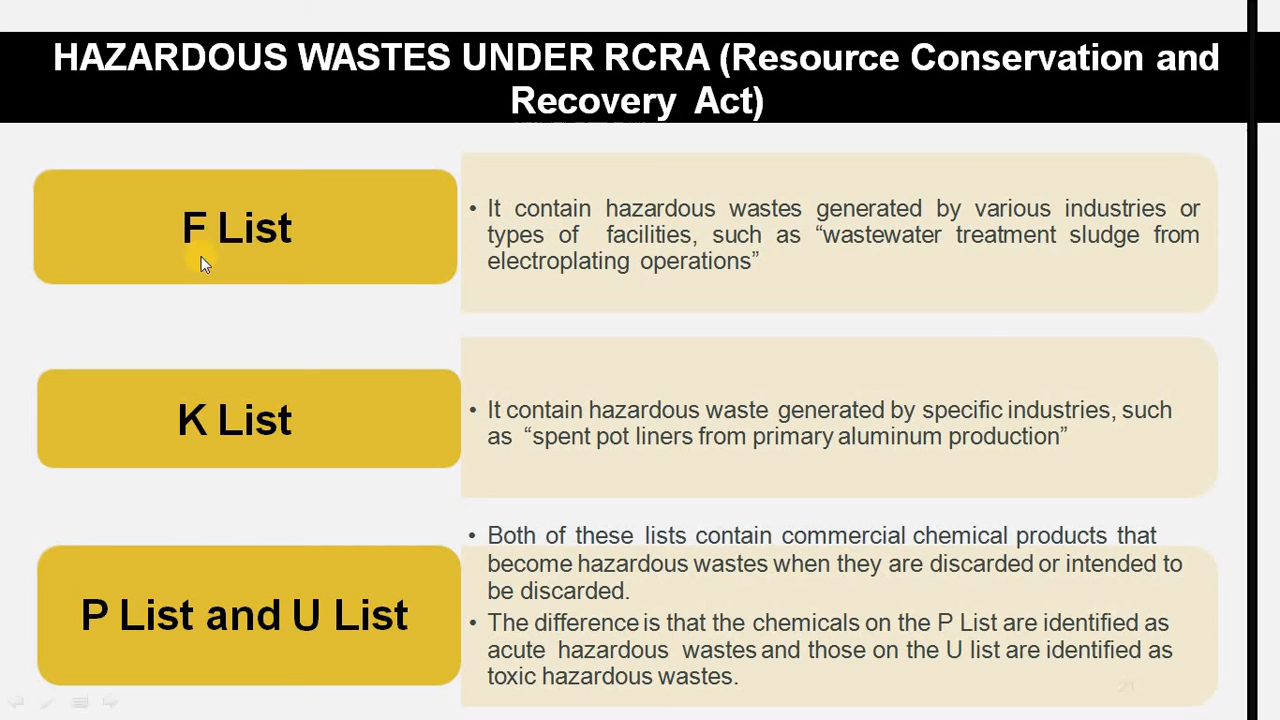 HAZARDOUS WASTES UNDER RCRA (Resource Conservation and
Recovery Act)
F List
• It contain hazardous wastes generated by various industries or
types of facilities, such as “wastewater treatment sludge from
electroplating operations”
K List
• It contain hazardous waste generated by specific industries, such
as “spent pot liners from primary aluminum production”
P List and U List
• Both of these lists contain commercial chemical products that
become hazardous wastes when they are discarded or intended to
be discarded.
• The difference is that the chemicals on the P List are identified as
acute hazardous wastes and those on the U list are identified as
toxic hazardous wastes.